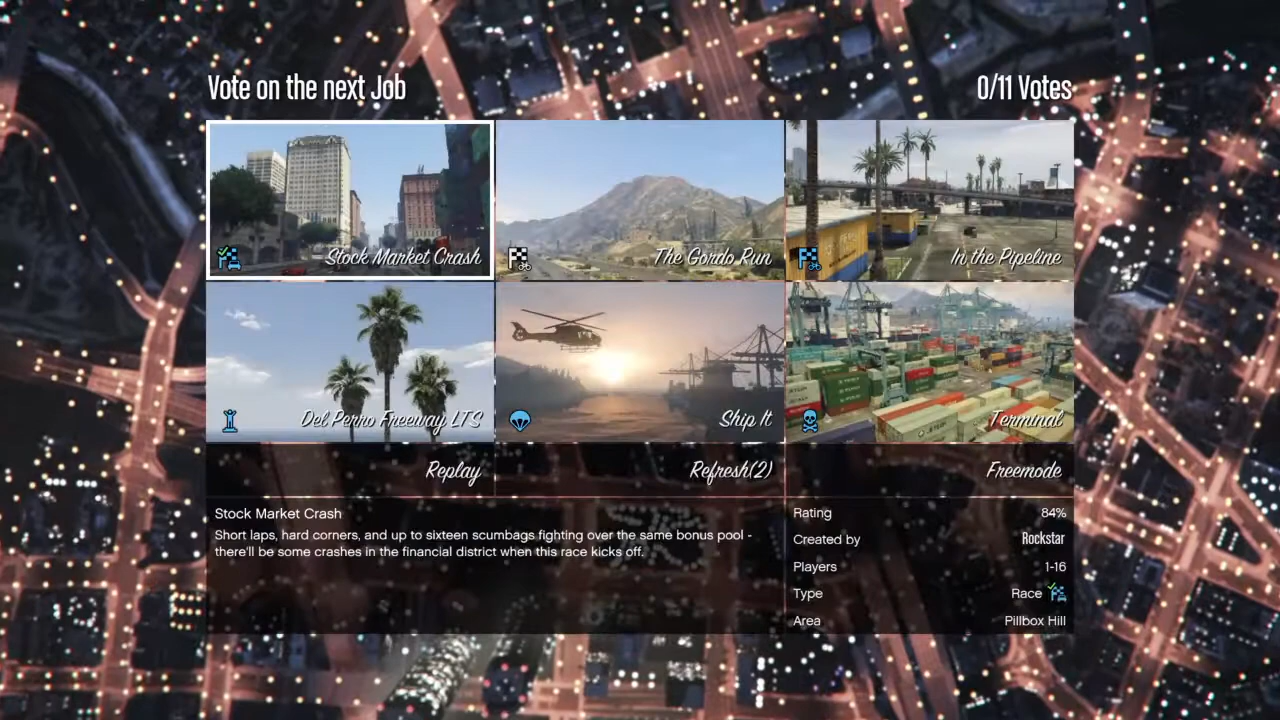 Vote on the next Job
0/11 Votes
Stock Market Crash
The Gordo Run
In the Pipeline
Del Perro Freeway LTS
Ship It
Terminal
Replay
Refresh(2)
Freemode
Stock Market Crash
Short laps, hard corners, and up to sixteen scumbags fighting over the same bonus pool -
there'll be some crashes in the financial district when this race kicks off.
Rating 84%
Created by Rockstar
Players 1-16
Type Race
Area Pillbox Hill